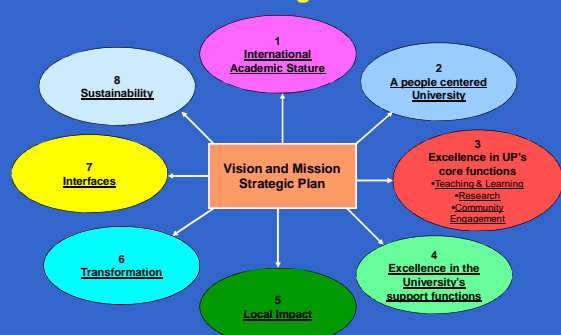 1
International
Academic Stature
2
A people centered
University
3
Excellence in UP's
core functions
•Teaching & Learning
•Research
•Community
Engagement
4
Excellence in the
University's
support functions
5
Local Impact
6
Transformation
7
Interfaces
8
Sustainability
Vision and Mission
Strategic Plan